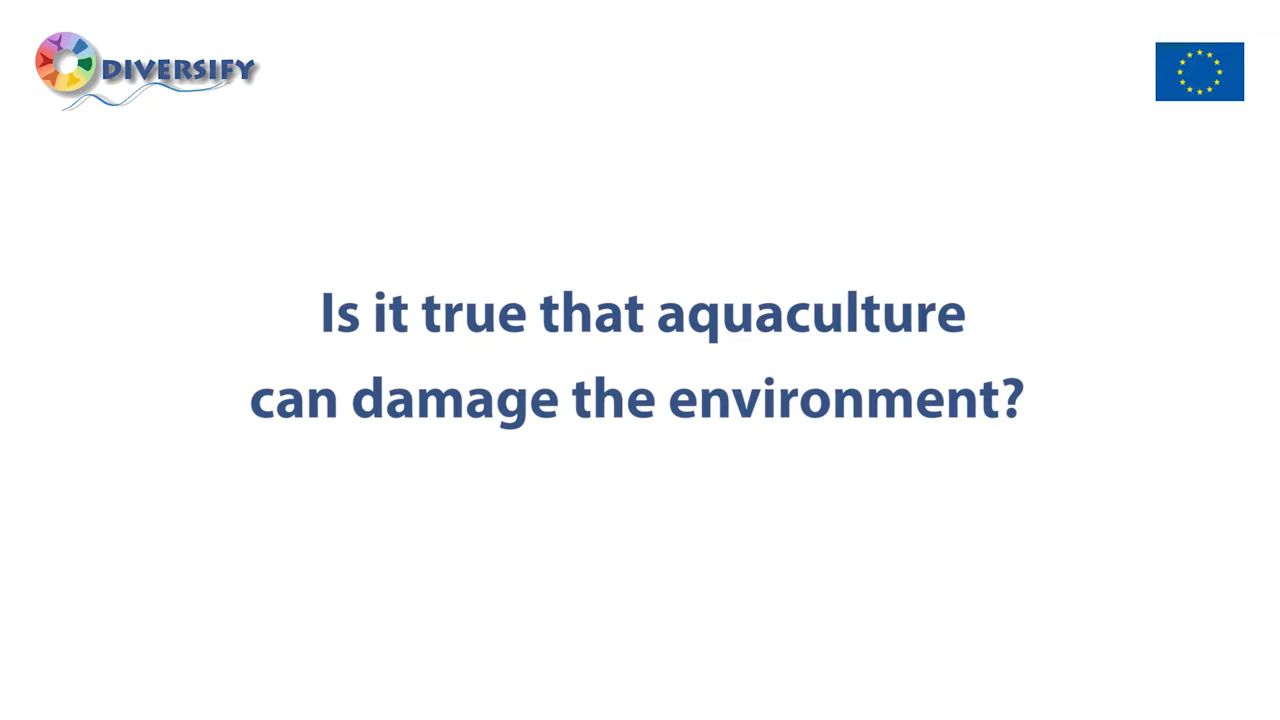 DIVERSIFY
Is it true that aquaculture
can damage the environment?